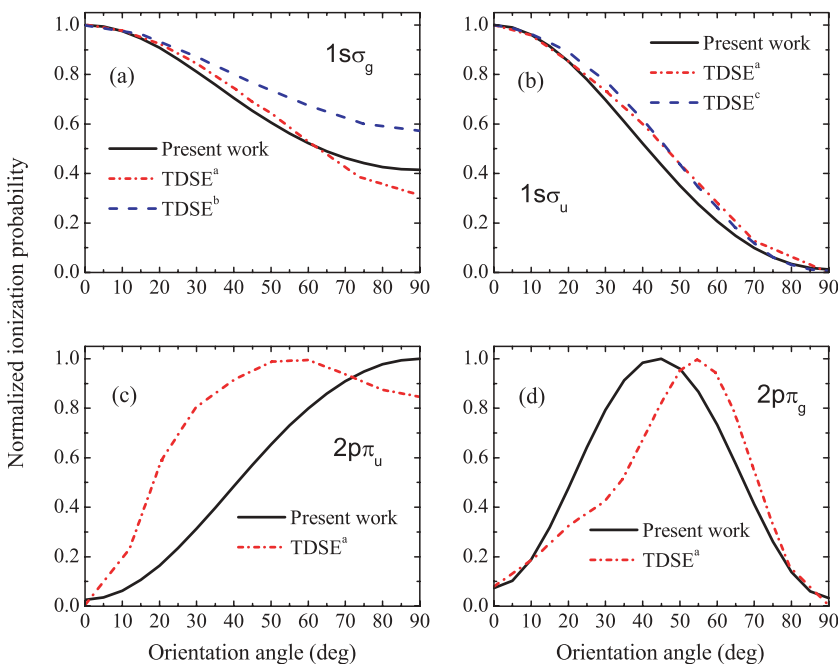 Normalized ionization probability
1.0
0.8
0.6
0.4
0.2
0.0
(a)
1sσg
Present work
TDSEᵃ
TDSEᵇ
0 10 20 30 40 50 60 70 80 90
1.0
0.8
0.6
0.4
0.2
0.0
(b)
Present work
TDSEᵃ
TDSEᶜ
1sσu
0 10 20 30 40 50 60 70 80 90
1.0
0.8
0.6
0.4
0.2
0.0
(c)
2pπu
Present work
TDSEᵃ
0 10 20 30 40 50 60 70 80 90
Orientation angle (deg)
1.0
0.8
0.6
0.4
0.2
0.0
(d)
2pπg
Present work
TDSEᵃ
0 10 20 30 40 50 60 70 80 90
Orientation angle (deg)